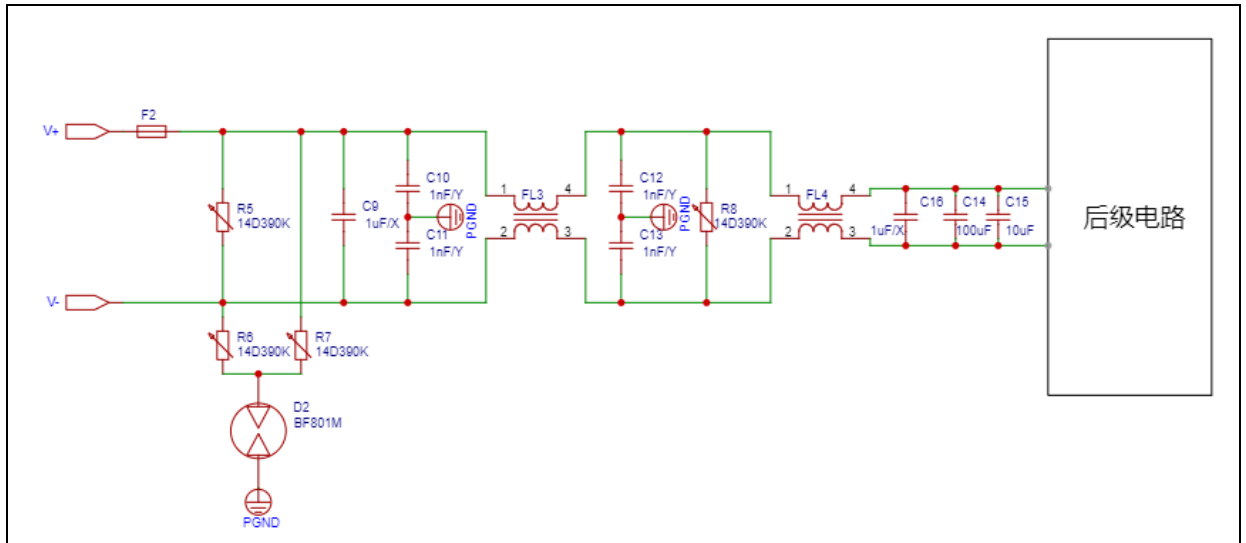 F2
V+
R5
14D390K
C9
1uF/X
C10
1nF/Y
PGND
C11
1nF/Y
1
FL3
4
2
3
C12
1nF/Y
PGND
C13
1nF/Y
R8
14D390K
1
FL4
4
2
3
C16
1uF/X
C14
100uF
C15
10uF
后级电路
V-
R6
14D390K
R7
14D390K
D2
BF801M
PGND